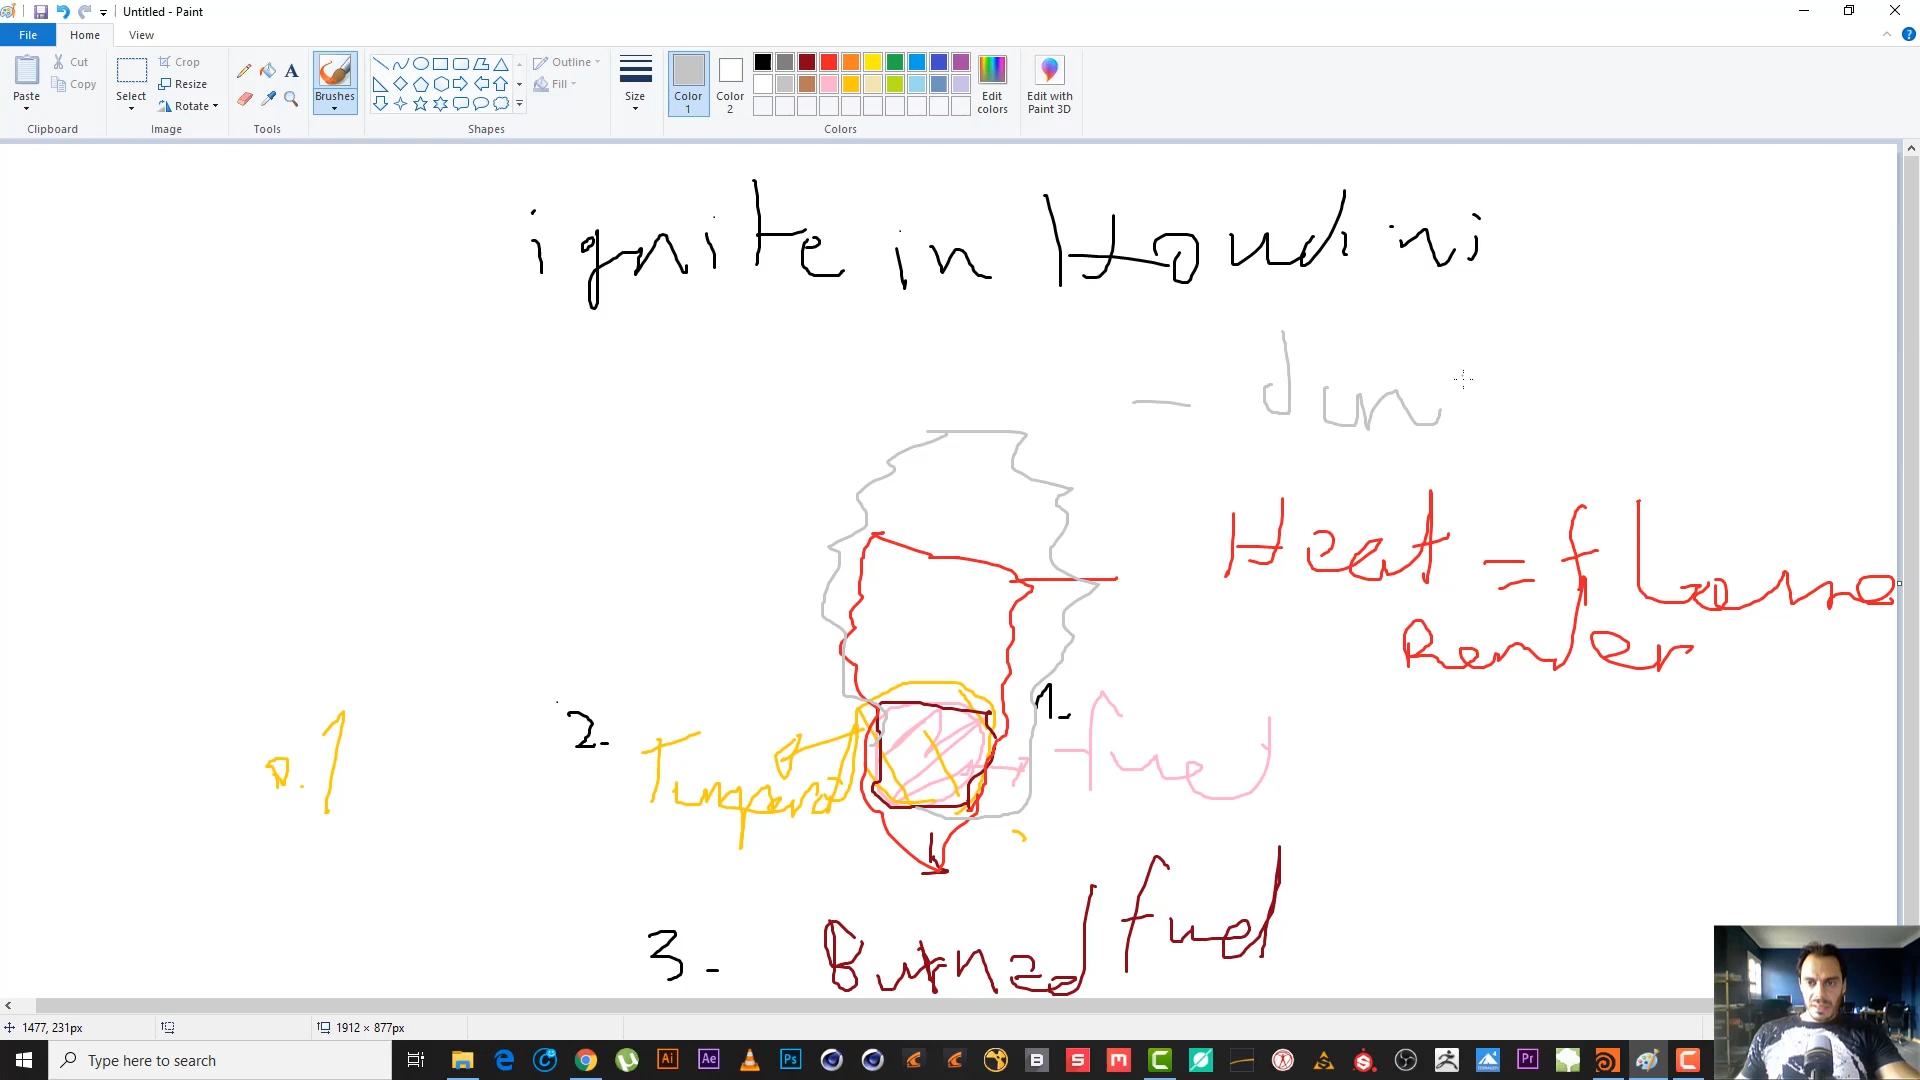 Untitled - Paint
File Home View
Paste
Cut
Copy
Clipboard
Select
Crop
Resize
Rotate
Image
Tools
Brushes
Shapes
Outline
Fill
Size
Color 1
Color 2
Colors
Edit colors
Edit with Paint 3D
ignite in Houdini
- den
Heat = flame
Render
1.
2.
0.1
fuel
3. Burned fuel
1477, 231px
1912 × 877px
Type here to search